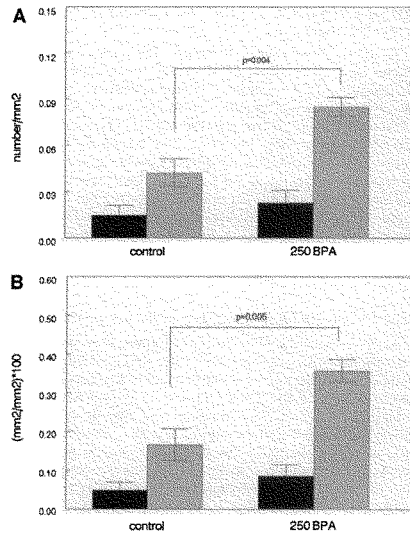 A
0.15
0.12
0.09
0.06
0.03
0.00
number/mm2
p=0.004
control
250 BPA
B
0.60
0.50
0.40
0.30
0.20
0.10
0.00
(mm2/mm2)*100
p=0.006
control
250 BPA